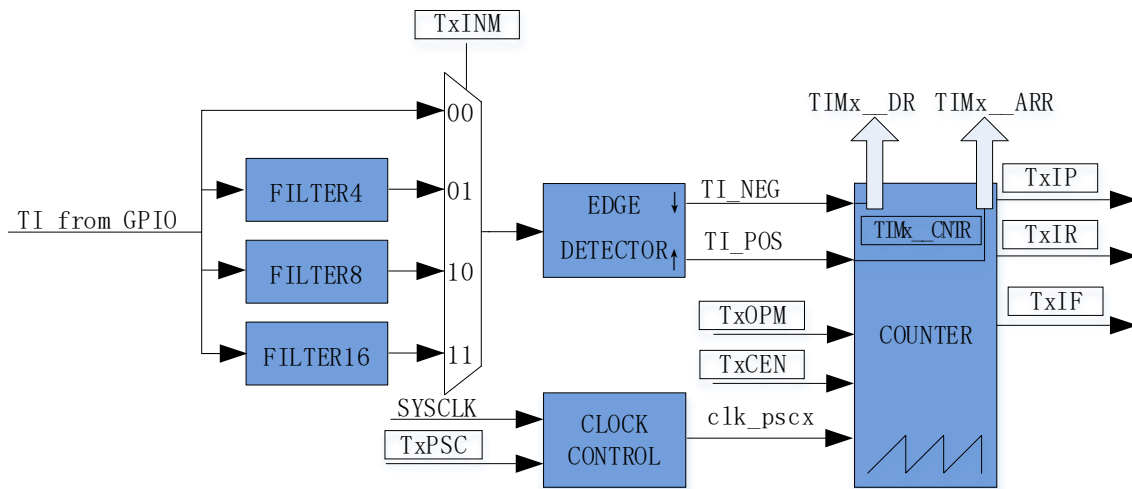 TxINM
TIMx__DR
TIMx__ARR
00
FILTER4
01
TI from GPIO
FILTER8
10
FILTER16
11
EDGE ↓
DETECTOR↑
TI_NEG
TI_POS
TIMx__CNTR
TxIP
TxIR
TxIF
TxOPM
TxCEN
COUNTER
SYSCLK
TxPSC
CLOCK
CONTROL
clk_pscx